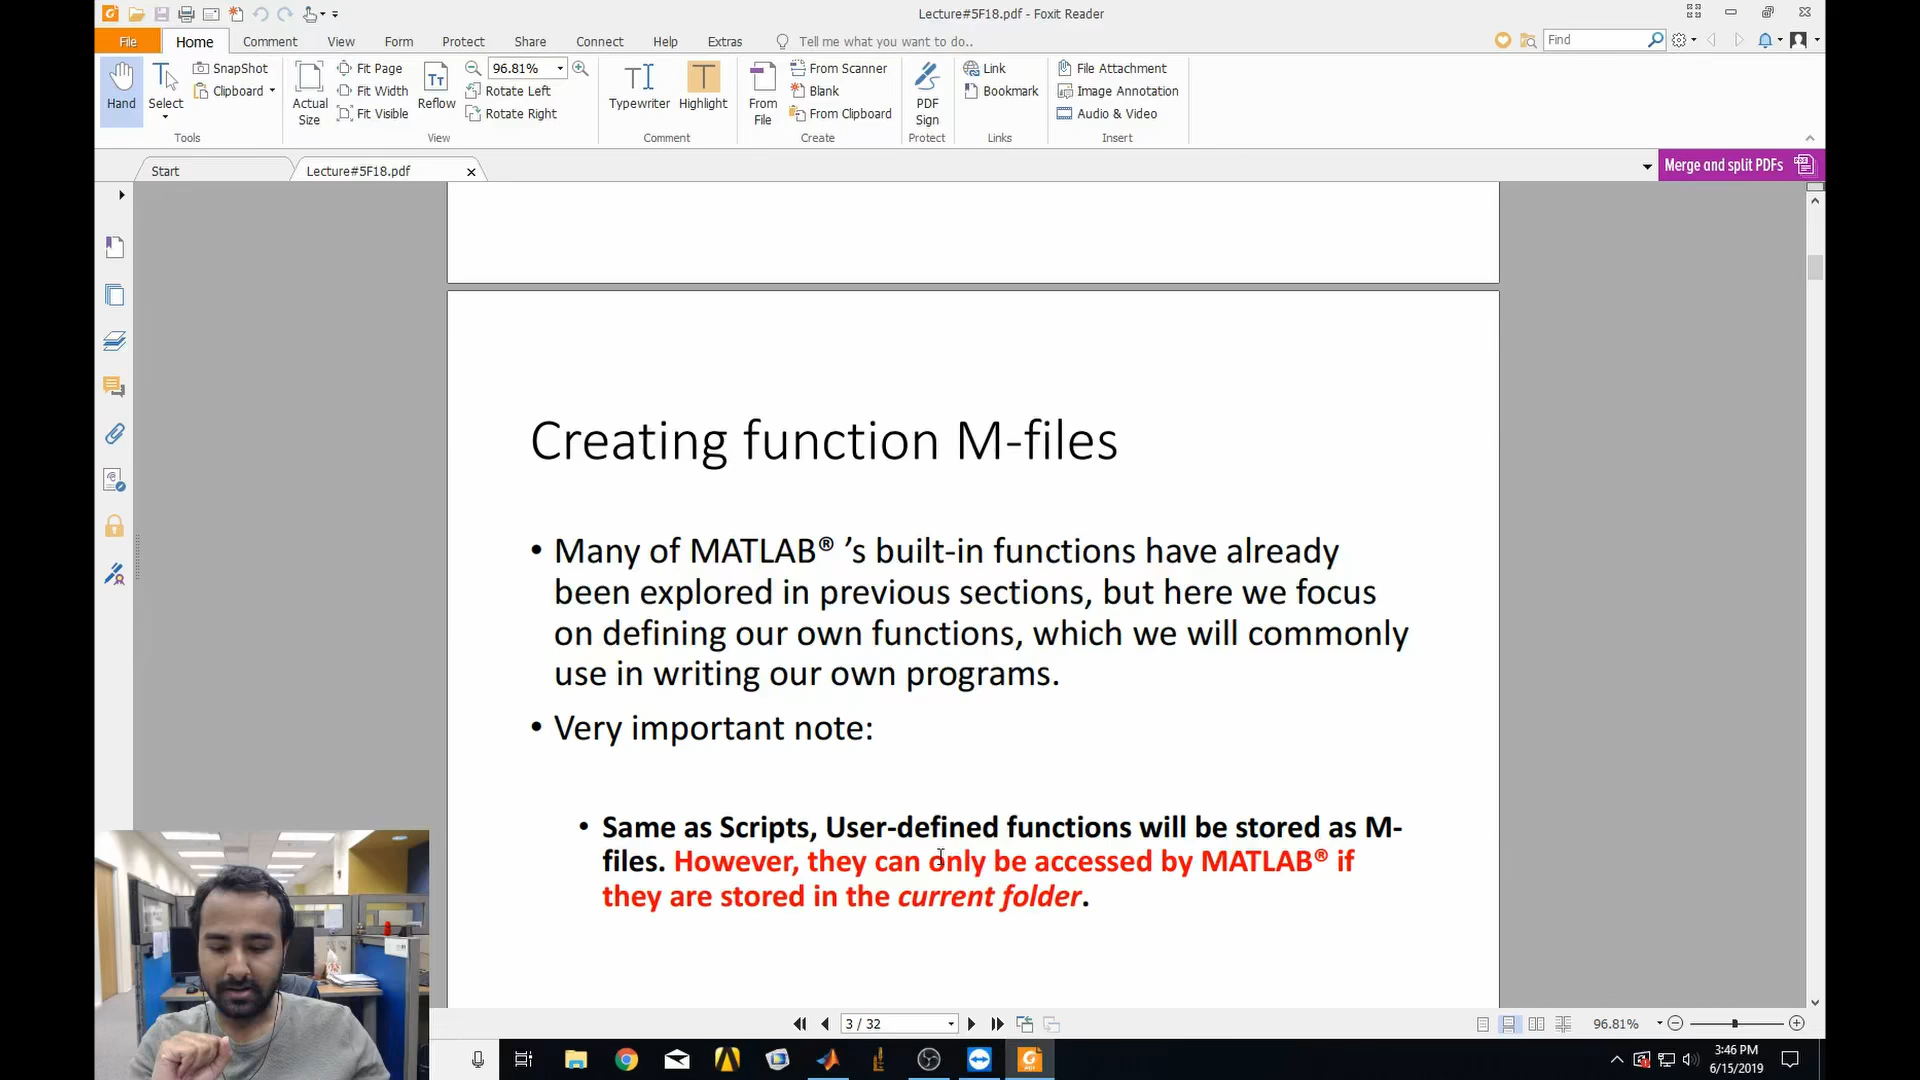 Lecture#5F18.pdf - Foxit Reader
File Home Comment View Form Protect Share Connect Help Extras Tell me what you want to do.. Find
Hand
Select
Tools
SnapShot
Clipboard
Actual Size
Fit Page
Fit Width
Fit Visible
Reflow
96.81%
Rotate Left
Rotate Right
View
Typewriter
Highlight
Comment
From File
From Scanner
Blank
From Clipboard
Create
PDF Sign
Protect
Link
Bookmark
Links
File Attachment
Image Annotation
Audio & Video
Insert
Start
Lecture#5F18.pdf
Merge and split PDFs
Creating function M-files
• Many of MATLAB® ’s built-in functions have already
been explored in previous sections, but here we focus
on defining our own functions, which we will commonly
use in writing our own programs.
• Very important note:
• Same as Scripts, User-defined functions will be stored as M-
files. However, they can only be accessed by MATLAB® if
they are stored in the current folder.
3 / 32
96.81%
3:46 PM
6/15/2019